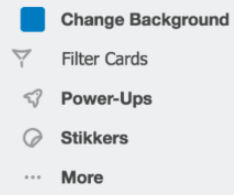 Change Background
Filter Cards
Power-Ups
Stikkers
More